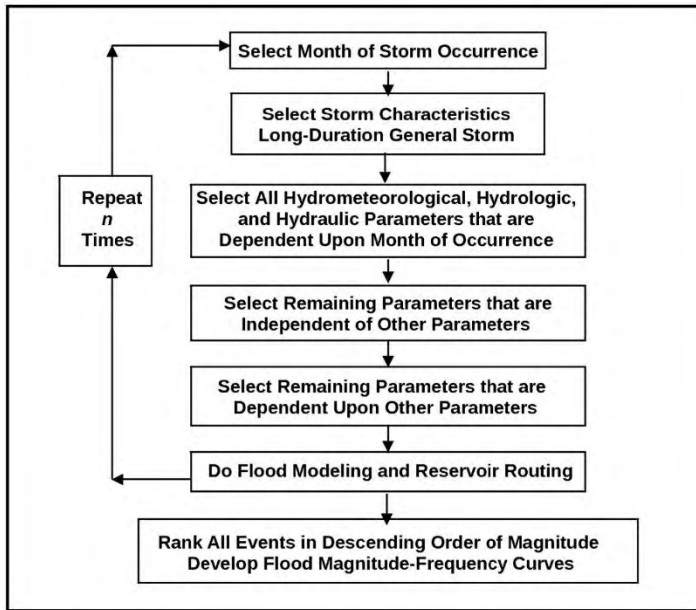 Select Month of Storm Occurrence
Select Storm Characteristics
Long-Duration General Storm
Repeat
n
Times
Select All Hydrometeorological, Hydrologic,
and Hydraulic Parameters that are
Dependent Upon Month of Occurrence
Select Remaining Parameters that are
Independent of Other Parameters
Select Remaining Parameters that are
Dependent Upon Other Parameters
Do Flood Modeling and Reservoir Routing
Rank All Events in Descending Order of Magnitude
Develop Flood Magnitude-Frequency Curves